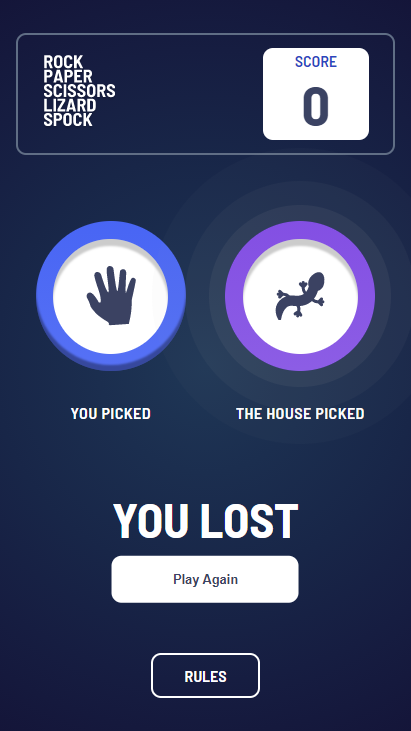 ROCK
PAPER
SCISSORS
LIZARD
SPOCK
SCORE
0
YOU PICKED
THE HOUSE PICKED
YOU LOST
Play Again
RULES